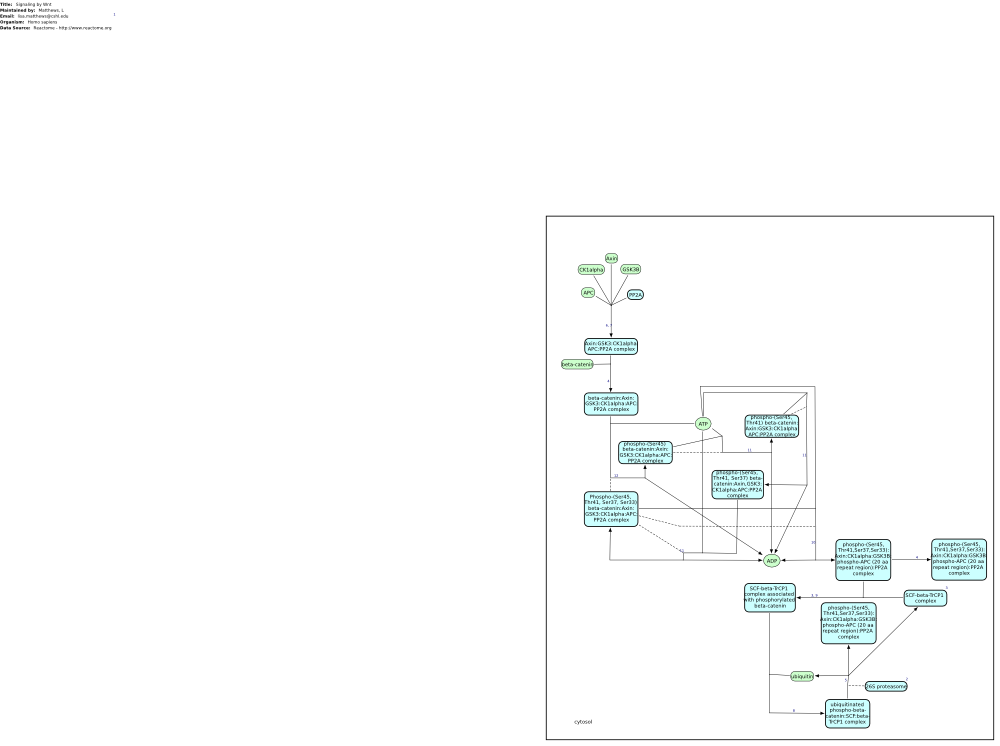 Title: Signaling by Wnt
Maintained by: Matthews, L
Email: lisa.matthews@cshl.edu
Organism: Homo sapiens
Data Source: Reactome - http://www.reactome.org
Axin
CK1alpha
GSK3B
APC
PP2A
6, 7
Axin:GSK3:CK1alpha:
APC:PP2A complex
beta-catenin
beta-catenin:Axin:
GSK3:CK1alpha:APC:
PP2A complex
ATP
phospho-(Ser45,
Thr41) beta-catenin:
Axin:GSK3:CK1alpha:
APC:PP2A complex
phospho-(Ser45)
beta-catenin:Axin:
GSK3:CK1alpha:APC:
PP2A complex
11
12
phospho-(Ser45,
Thr41, Ser37) beta-
catenin:Axin:GSK3:
CK1alpha:APC:PP2A
complex
Phospho-(Ser45,
Thr41, Ser37, Ser33)
beta-catenin:Axin:
GSK3:CK1alpha:APC:
PP2A complex
10
ADP
phospho-(Ser45,
Thr41,Ser37,Ser33):
Axin:CK1alpha:GSK3B:
phospho-APC (20 aa
repeat region):PP2A
complex
phospho-(Ser45,
Thr41,Ser37,Ser33):
Axin:CK1alpha:GSK3B:
phospho-APC (20 aa
repeat region):PP2A
complex
SCF-beta-TrCP1
complex associated
with phosphorylated
beta-catenin
SCF-beta-TrCP1
complex
phospho-(Ser45,
Thr41,Ser37,Ser33):
Axin:CK1alpha:GSK3B:
phospho-APC (20 aa
repeat region):PP2A
complex
ubiquitin
26S proteasome
ubiquitinated
phospho-beta-
catenin:SCF:beta-
TrCP1 complex
cytosol